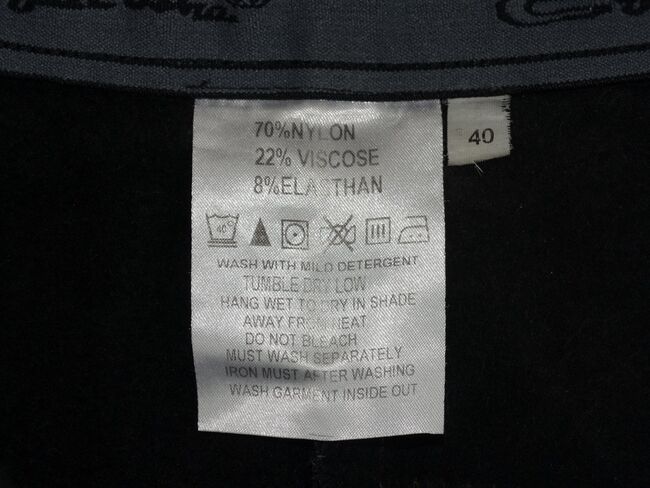 70%NYLON
22% VISCOSE
8%ELASTHAN
40
40°C
WASH WITH MILD DETERGENT
TUMBLE DRY LOW
HANG WET TO DRY IN SHADE
AWAY FROM HEAT
DO NOT BLEACH
MUST WASH SEPARATELY
IRON MUST AFTER WASHING
WASH GARMENT INSIDE OUT